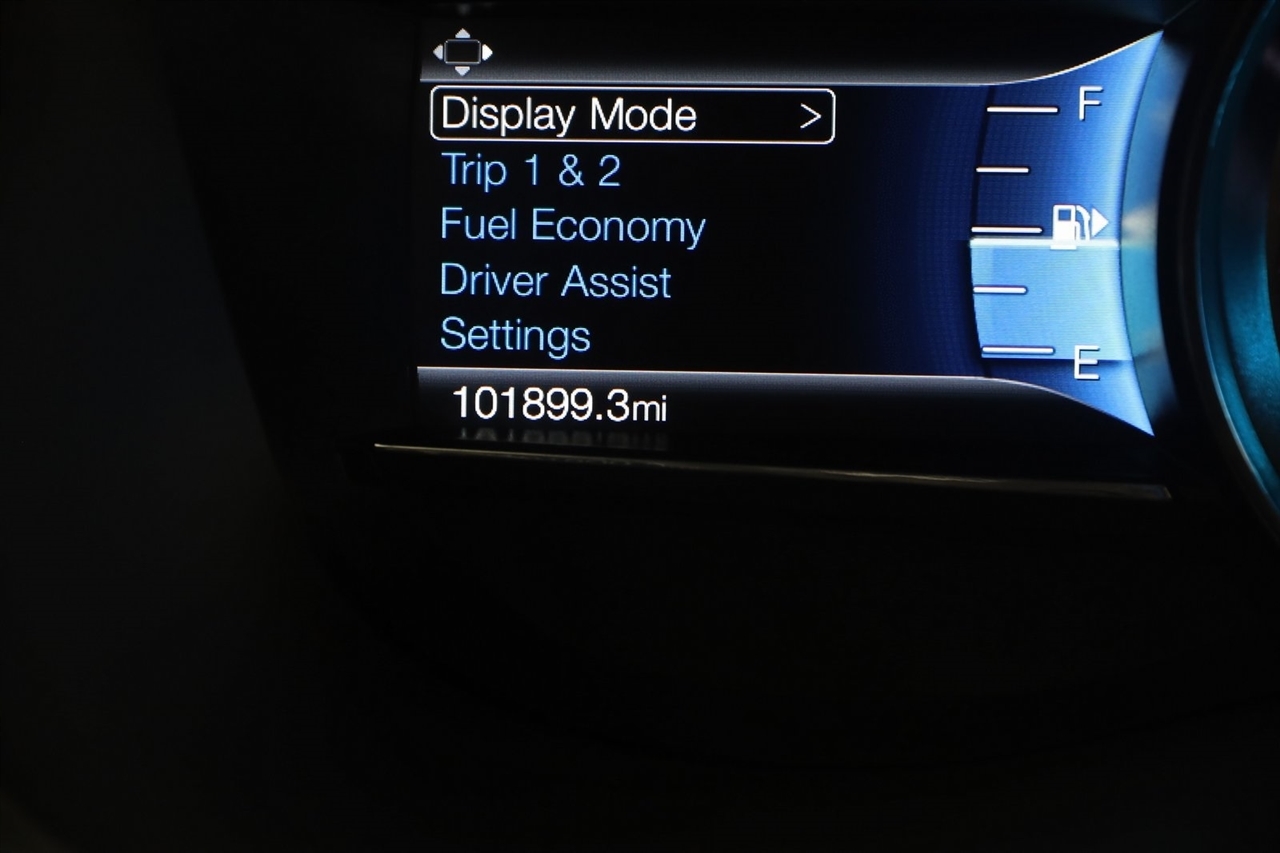 Display Mode >
Trip 1 & 2
Fuel Economy
Driver Assist
Settings
101899.3mi
F
E